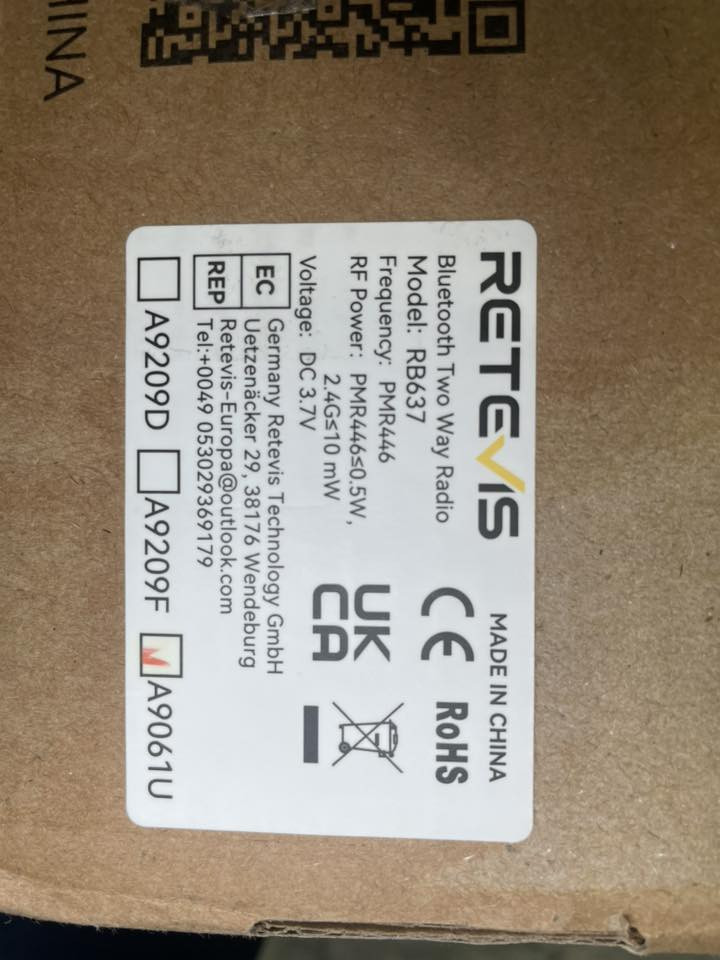 HINA
RETEVIS
MADE IN CHINA
Bluetooth Two Way Radio
Model: RB637
Frequency: PMR446
RF Power: PMR446≤0.5W,
2.4G≤10 mW
Voltage: DC 3.7V
CE RoHS
UK
CA
EC REP
Germany Retevis Technology GmbH
Uetzenäcker 29, 38176 Wendeburg
Retevis-Europa@outlook.com
Tel:+0049 053029369179
A9209D A9209F A9061U